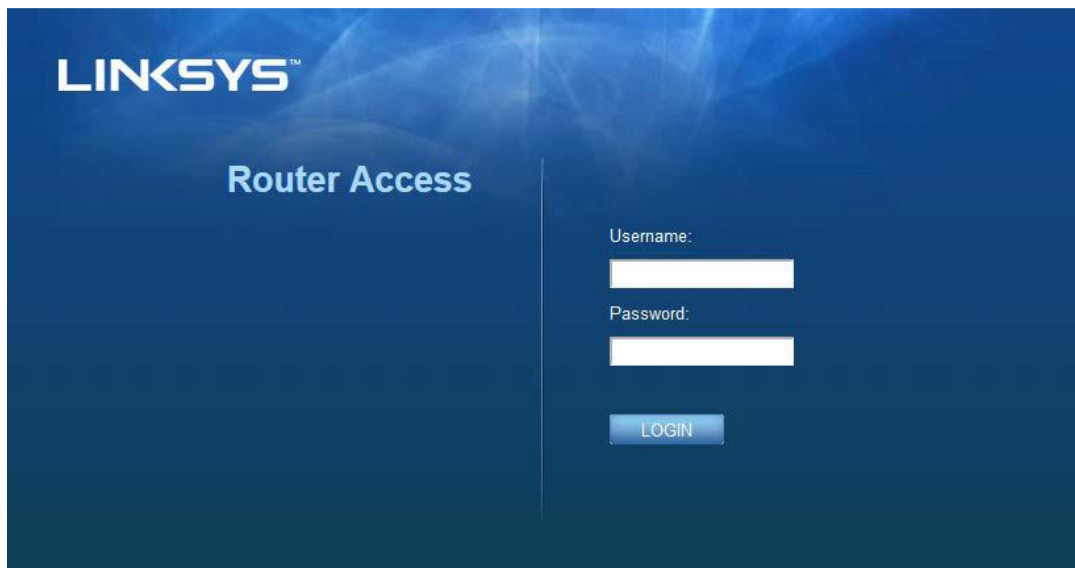 LINKSYS™
Router Access
Username:
Password:
LOGIN